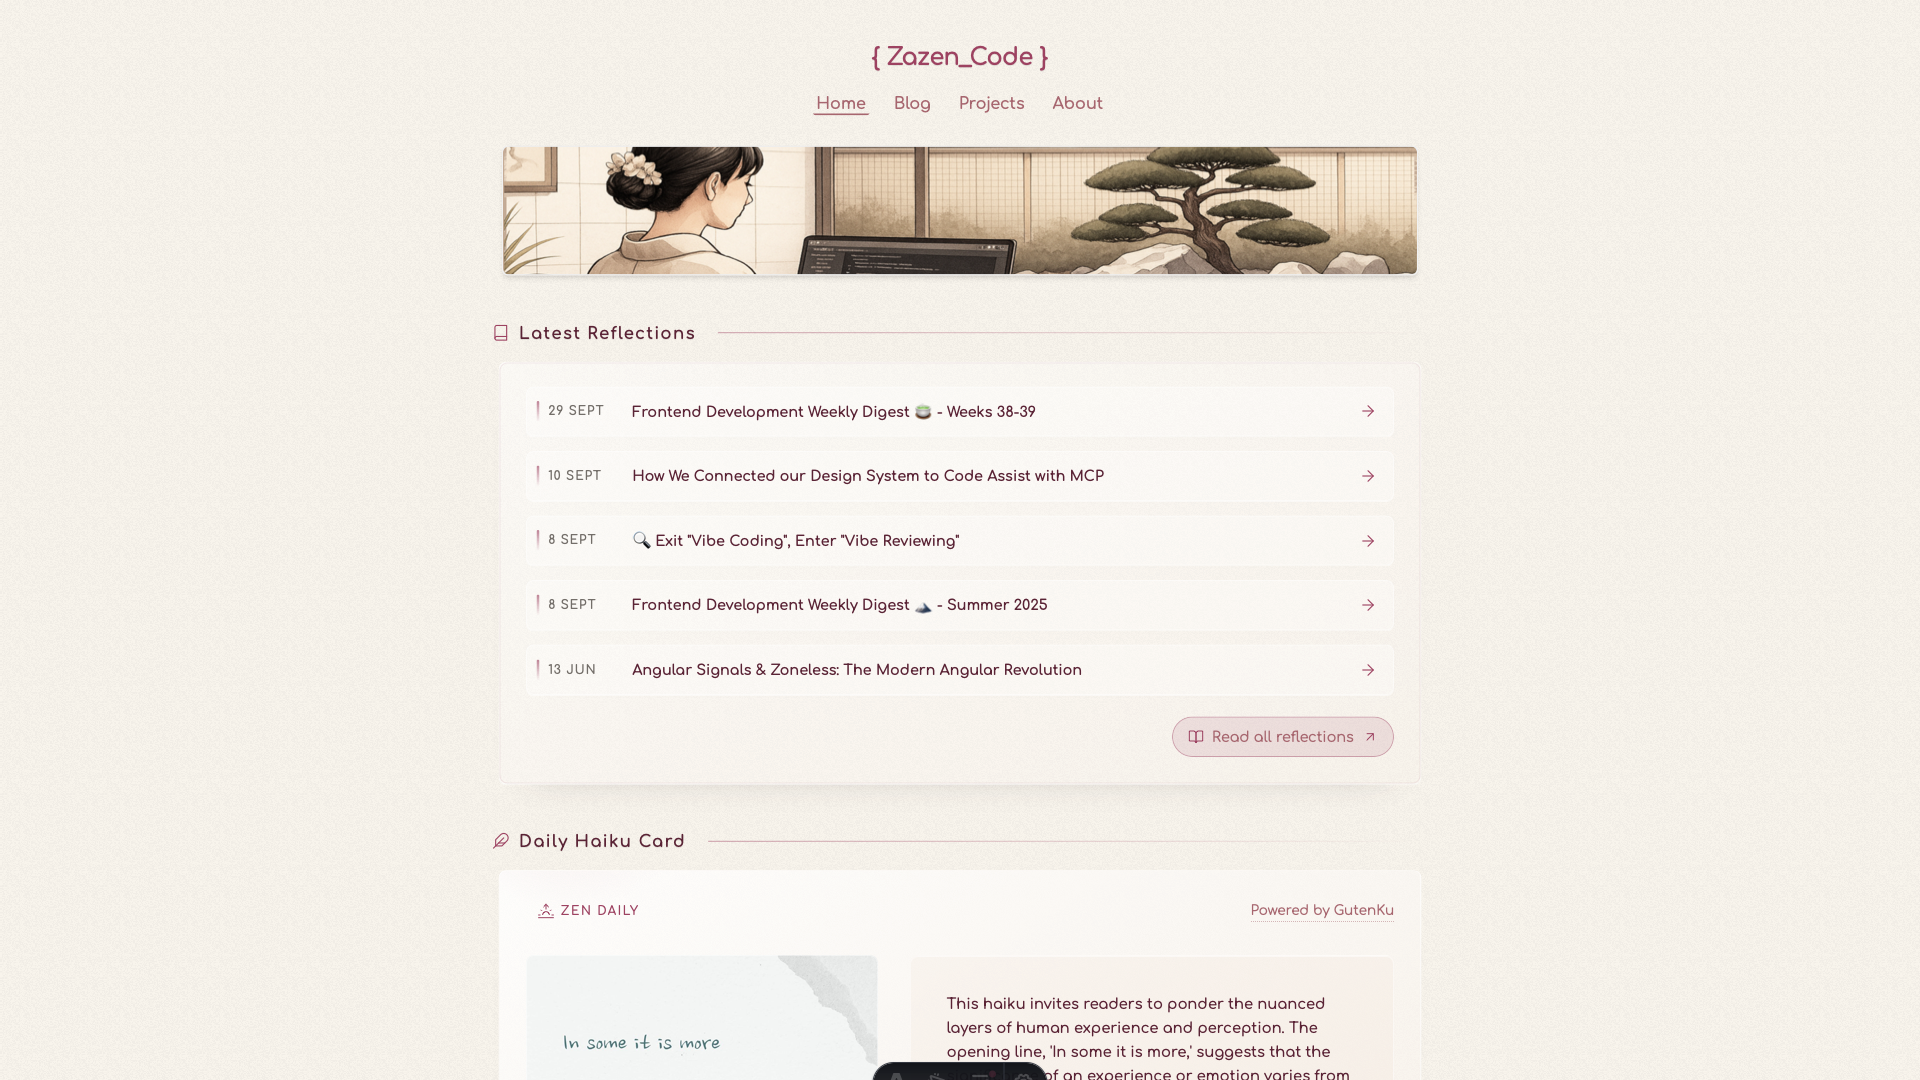 { Zazen_Code }
Home Blog Projects About
Latest Reflections
29 SEPT Frontend Development Weekly Digest 🍵 - Weeks 38-39
10 SEPT How We Connected our Design System to Code Assist with MCP
8 SEPT 🔍 Exit "Vibe Coding", Enter "Vibe Reviewing"
8 SEPT Frontend Development Weekly Digest 🗻 - Summer 2025
13 JUN Angular Signals & Zoneless: The Modern Angular Revolution
Read all reflections
Daily Haiku Card
ZEN DAILY
Powered by GutenKu
In some it is more
This haiku invites readers to ponder the nuanced
layers of human experience and perception. The
opening line, 'In some it is more,' suggests that the
of an experience or emotion varies from